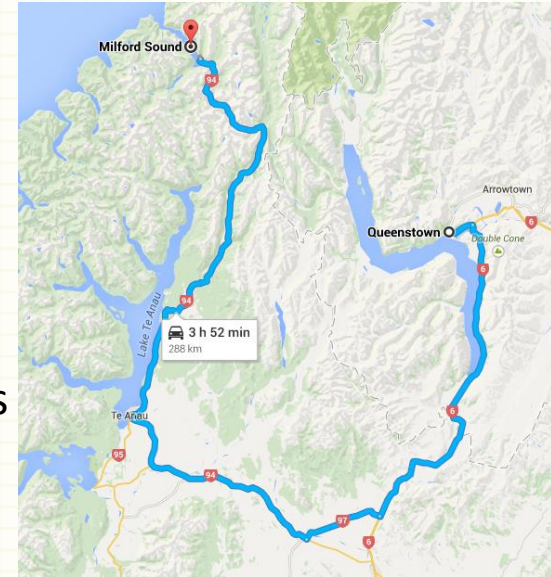 Milford Sound
94
Arrowtown
6
Queenstown
Double Cone
6
94
Lake Te Anau
3 h 52 min
288 km
S
6
Te Anau
95
94
97
6